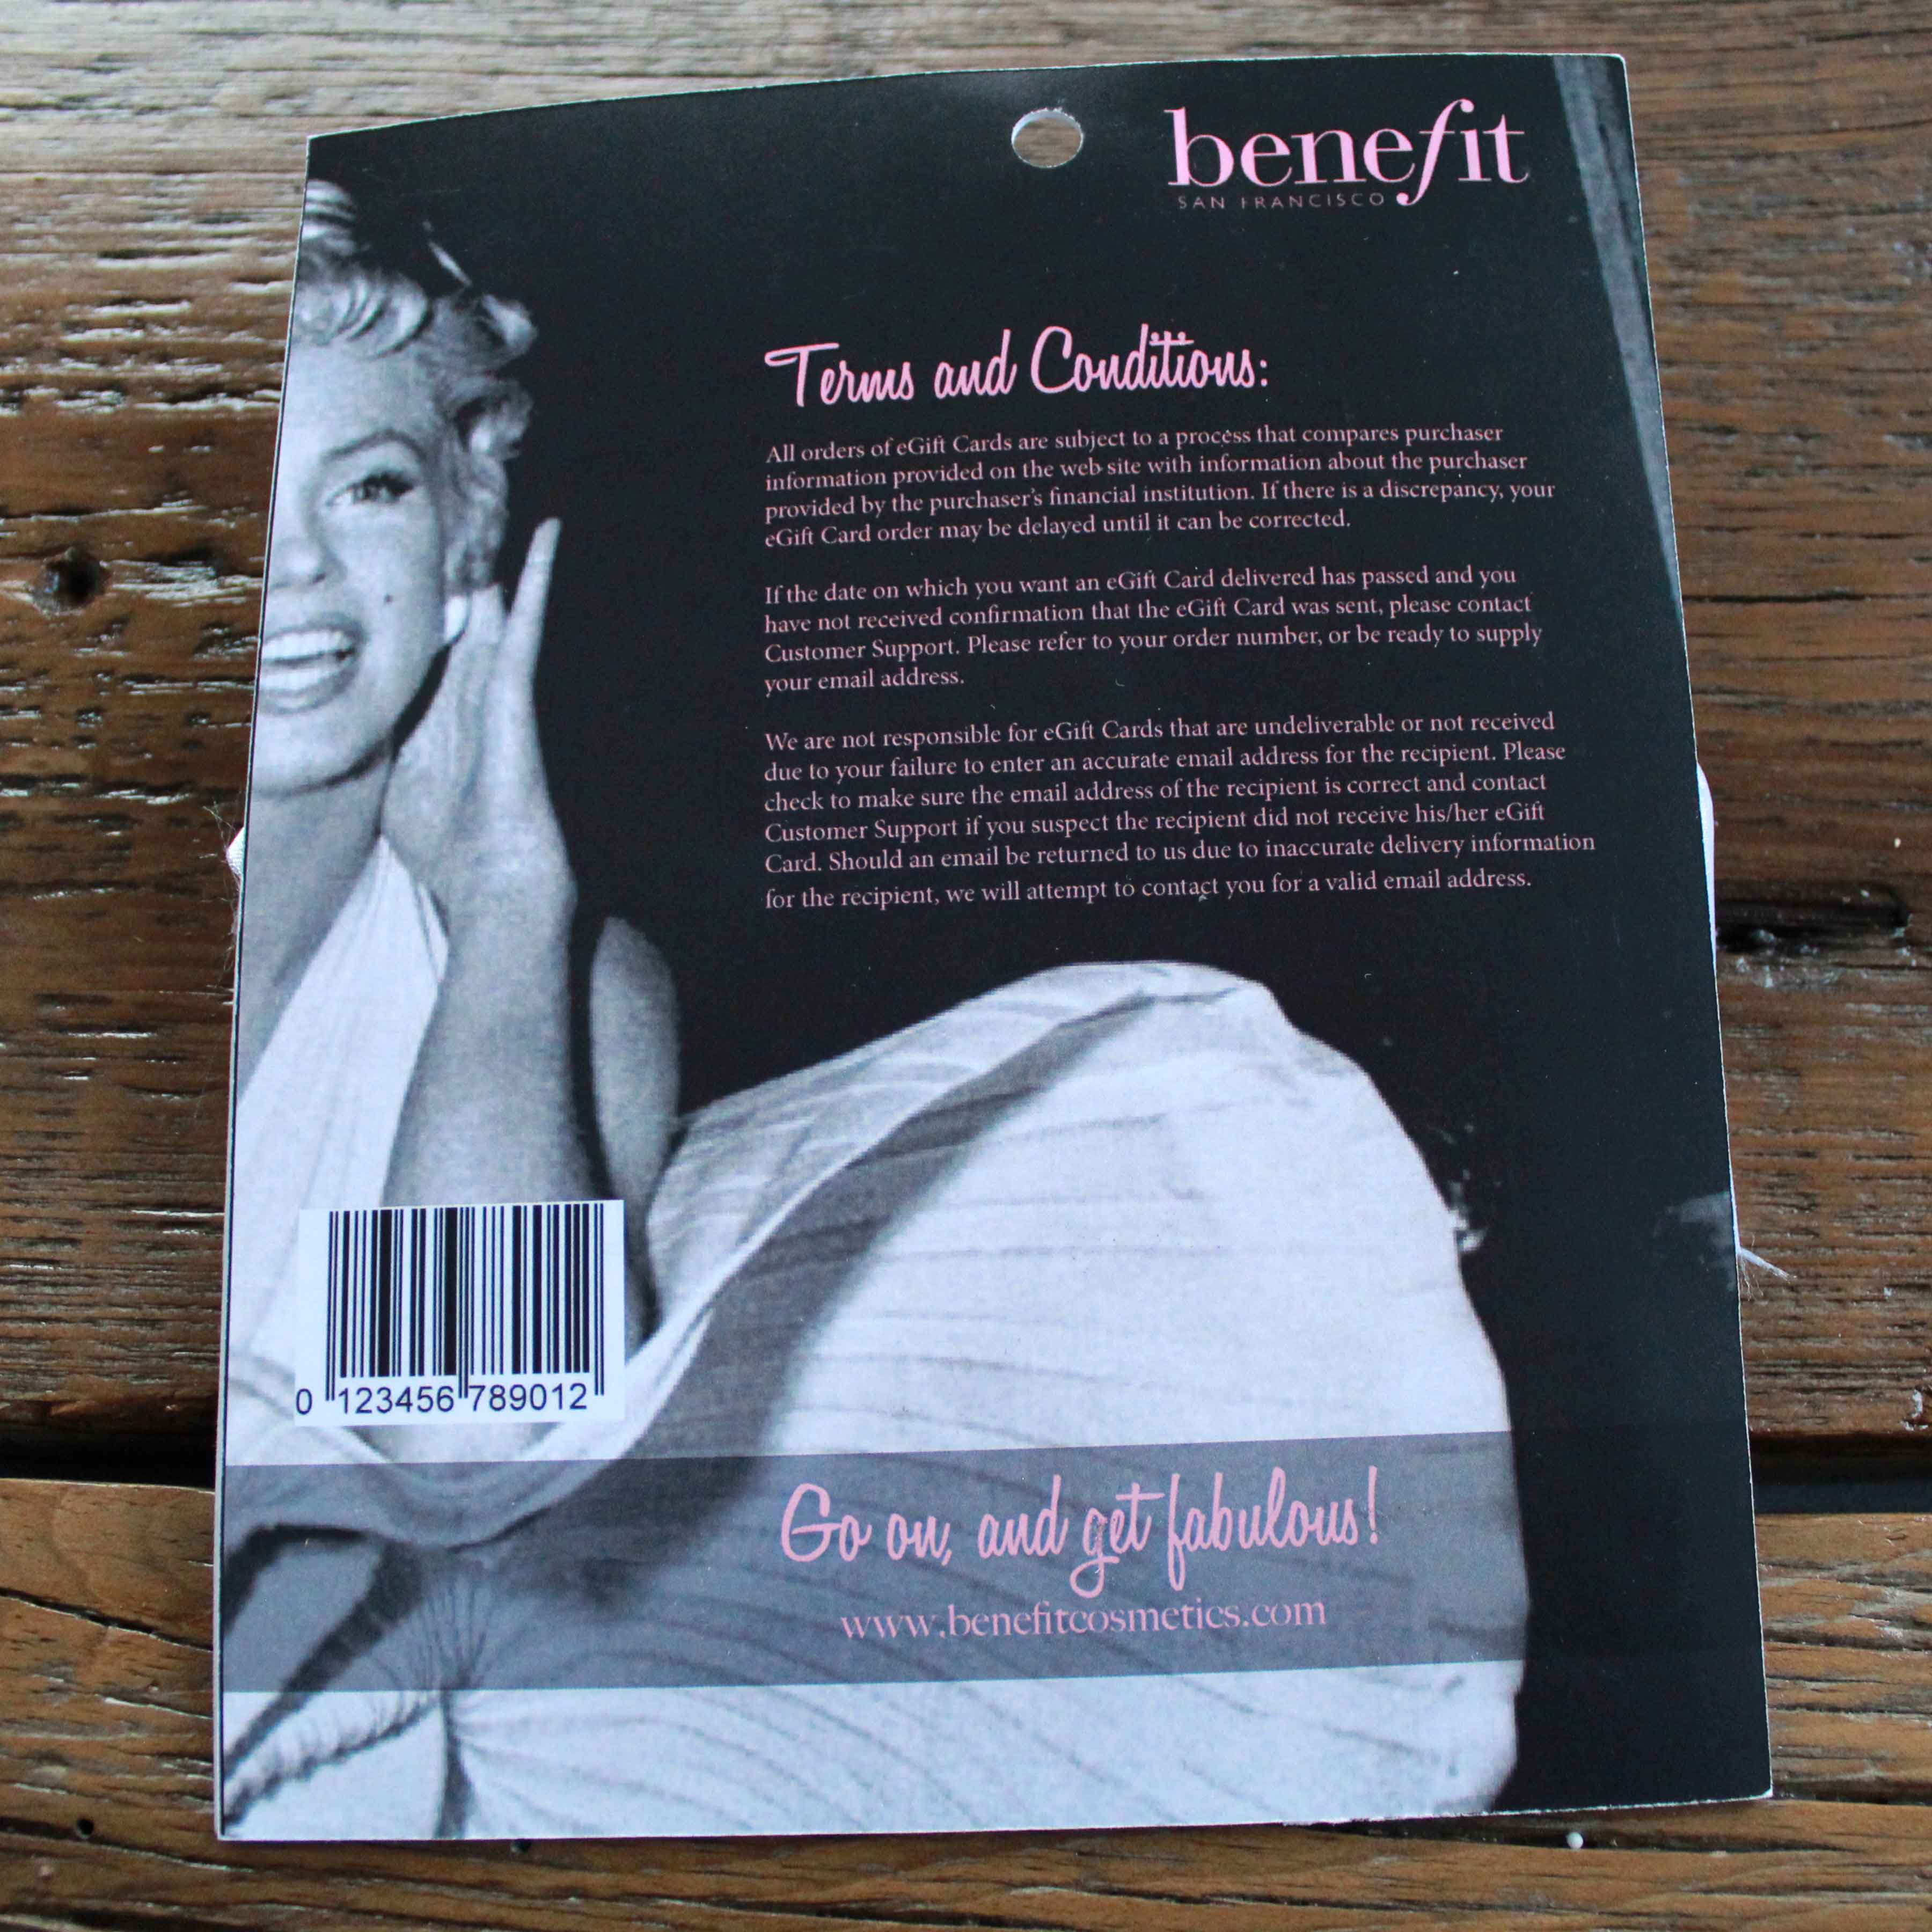 benefit
SAN FRANCISCO
Terms and Conditions:
All orders of eGift Cards are subject to a process that compares purchaser
information provided on the web site with information about the purchaser
provided by the purchaser's financial institution. If there is a discrepancy, your
eGift Card order may be delayed until it can be corrected.
If the date on which you want an eGift Card delivered has passed and you
have not received confirmation that the eGift Card was sent, please contact
Customer Support. Please refer to your order number, or be ready to supply
your email address.
We are not responsible for eGift Cards that are undeliverable or not received
due to your failure to enter an accurate email address for the recipient. Please
check to make sure the email address of the recipient is correct and contact
Customer Support if you suspect the recipient did not receive his/her eGift
Card. Should an email be returned to us due to inaccurate delivery information
for the recipient, we will attempt to contact you for a valid email address.
0 123456 789012
Go on, and get fabulous!
www.benefitcosmetics.com